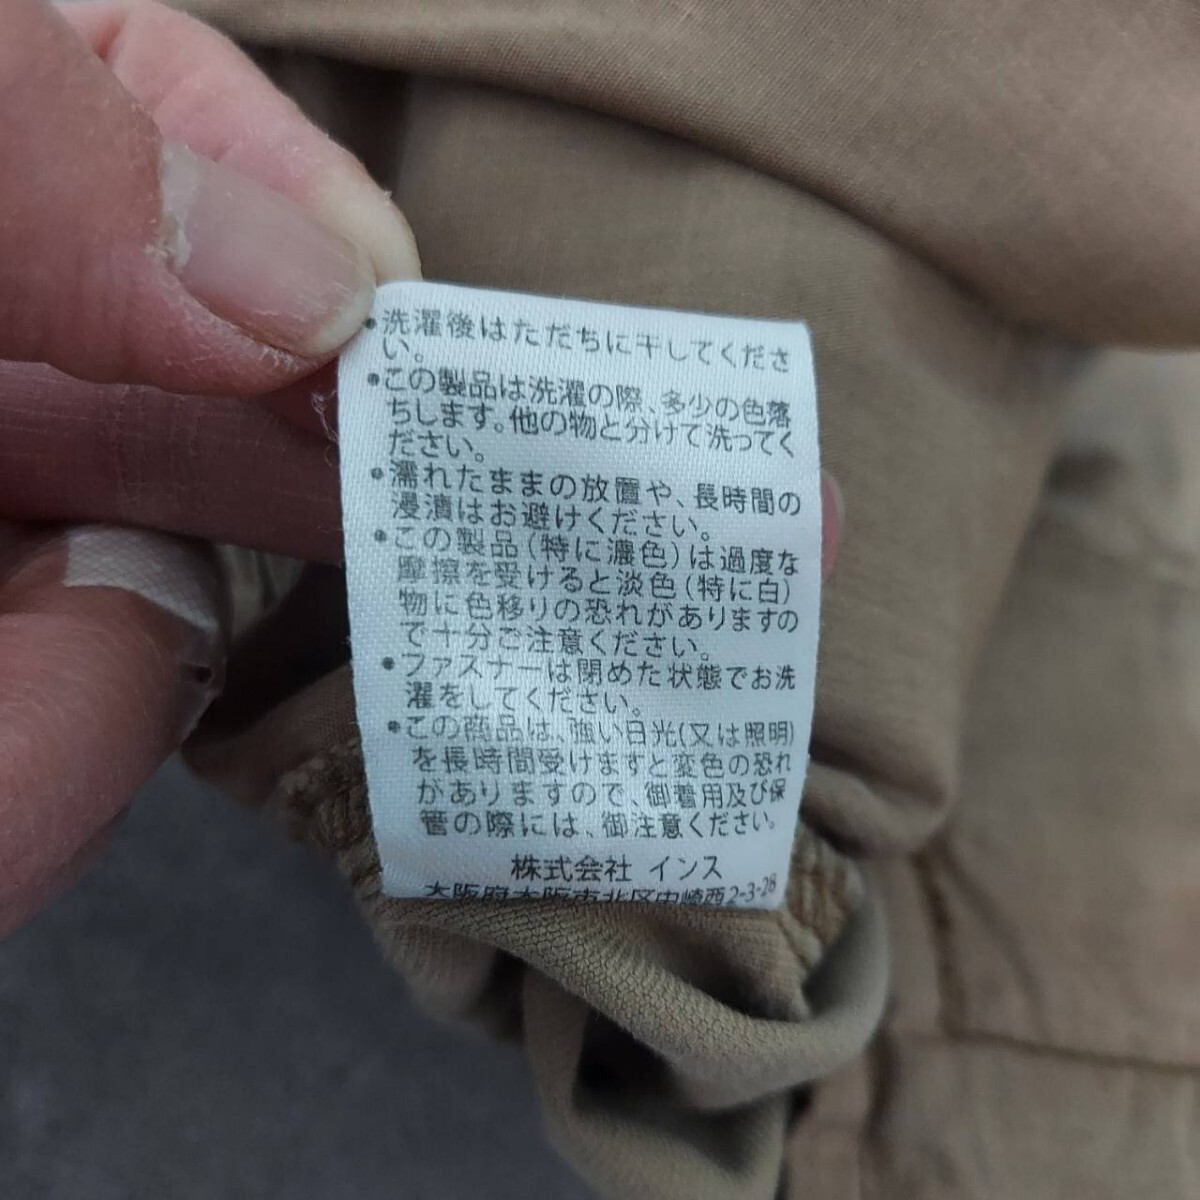 ●洗濯後はただちに干してくださ
い。
●この製品は洗濯の際、多少の色落
ちします。他の物と分けて洗ってく
ださい。
●濡れたままの放置や、長時間の
浸漬はお避けください。
●この製品(特に濃色)は過度な
摩擦を受けると淡色(特に白)
物に色移りの恐れがありますの
で十分ご注意ください。
●ファスナーは閉めた状態でお洗
濯をしてください。
●この商品は、強い日光(又は照明)
を長時間受けますと変色の恐れ
がありますので、御着用及び保
管の際には、御注意ください。
株式会社 インス
大阪府大阪市北区中崎西2-3-28